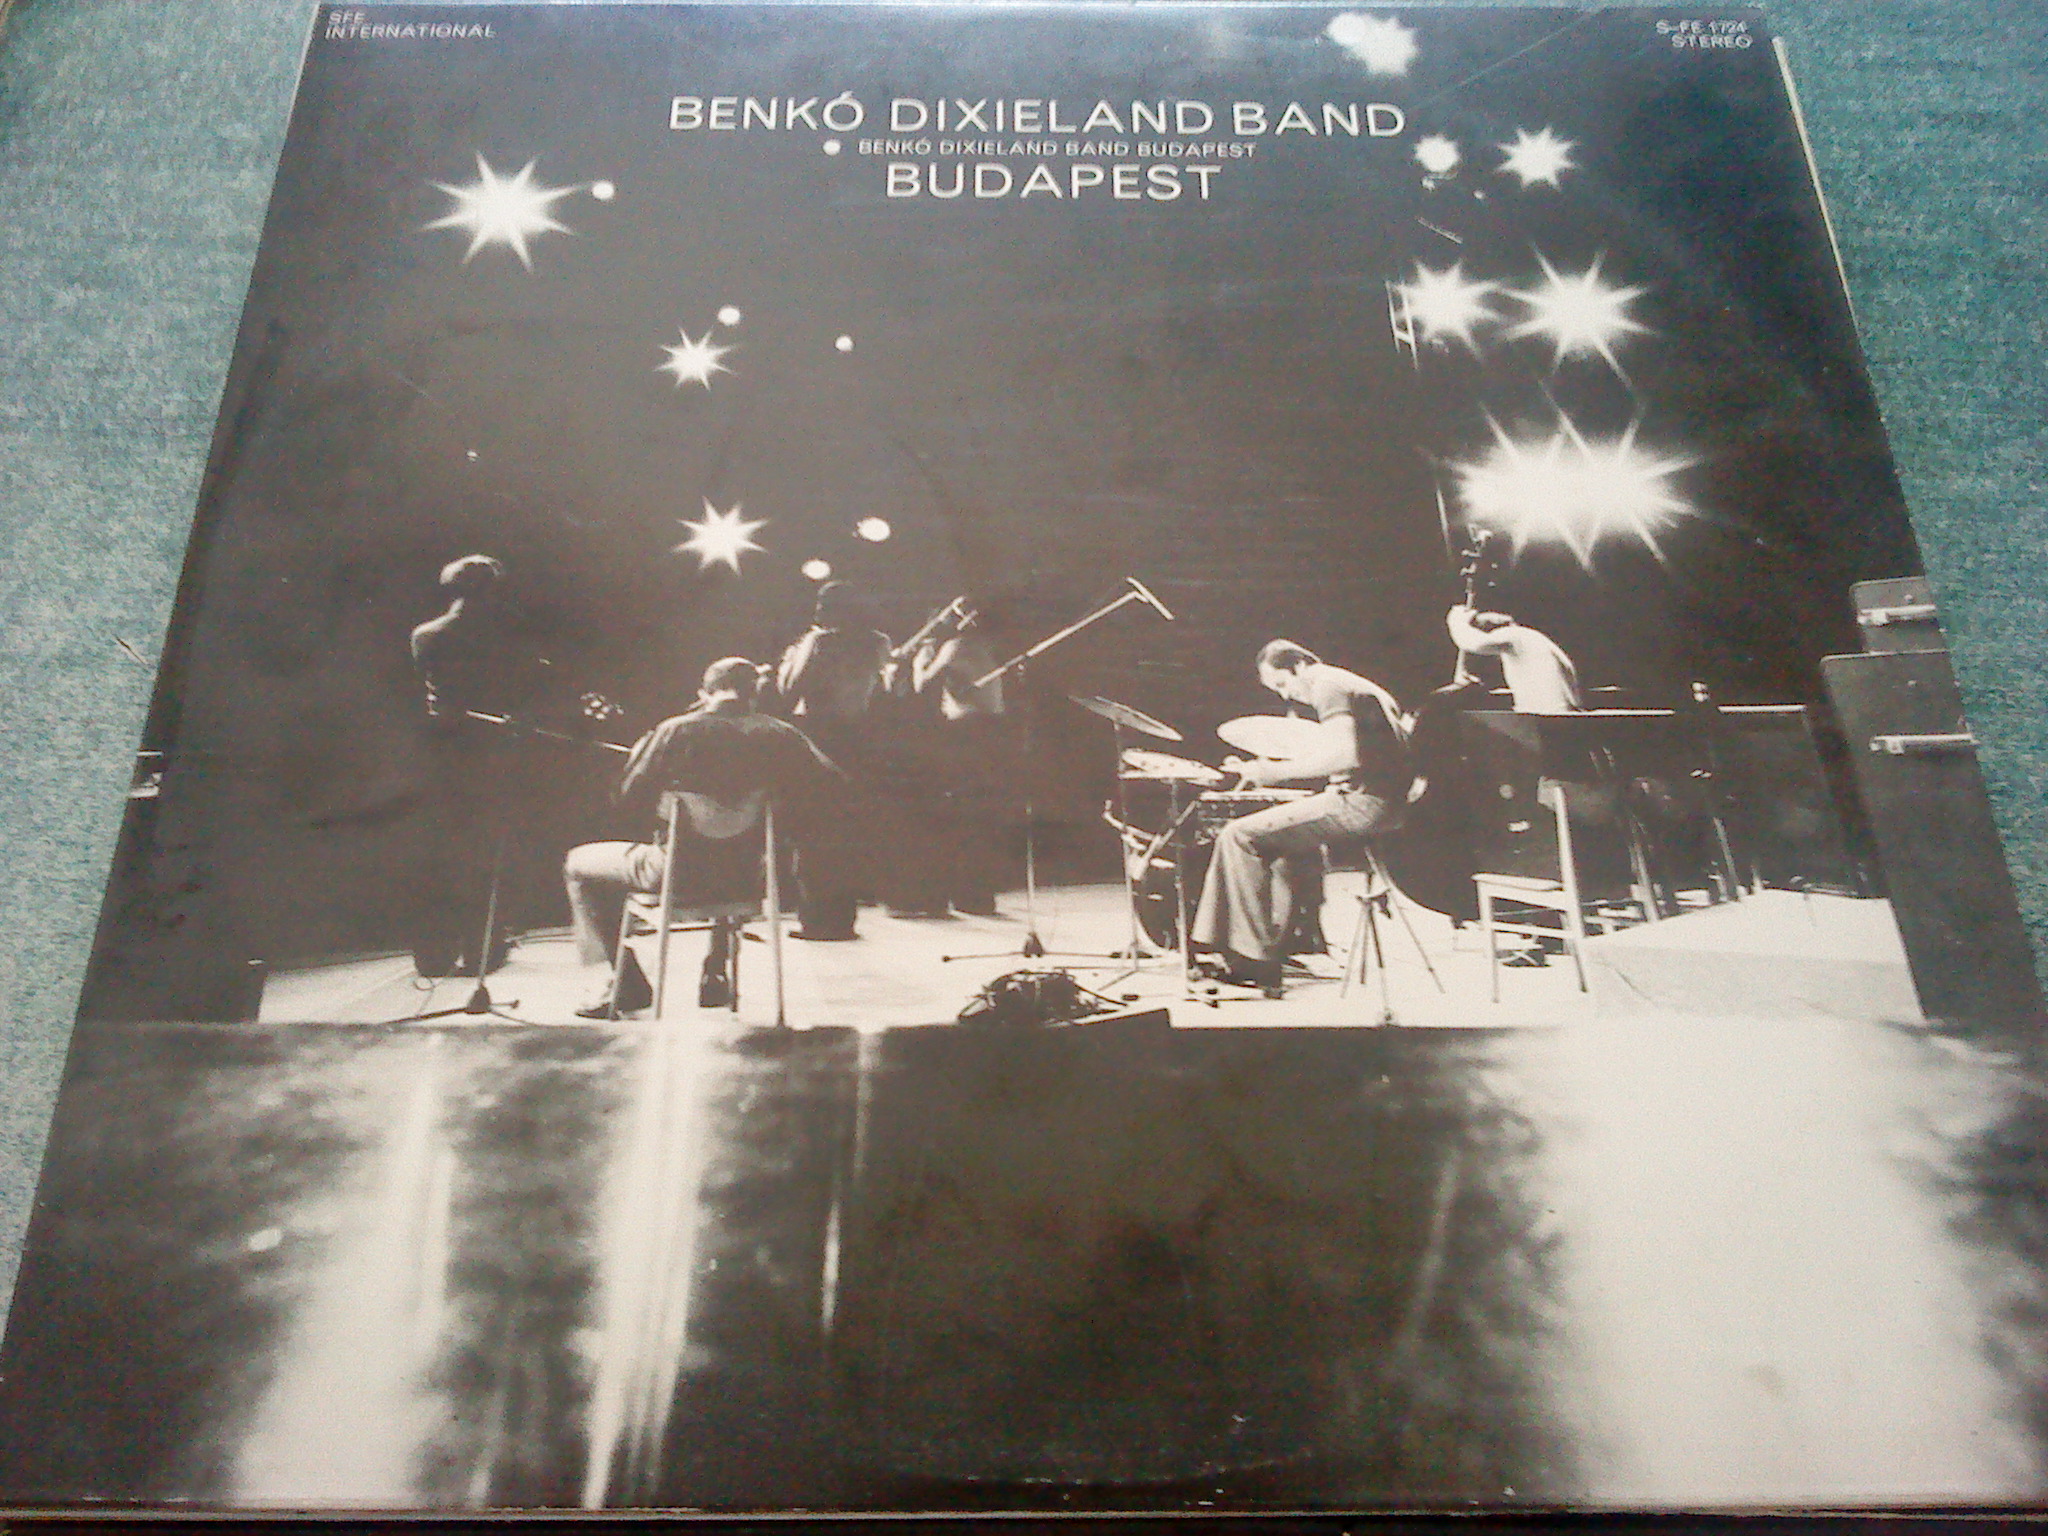 SFE
INTERNATIONAL
S-FE 1724
STEREO
BENKÓ DIXIELAND BAND
BENKÓ DIXIELAND BAND BUDAPEST
BUDAPEST